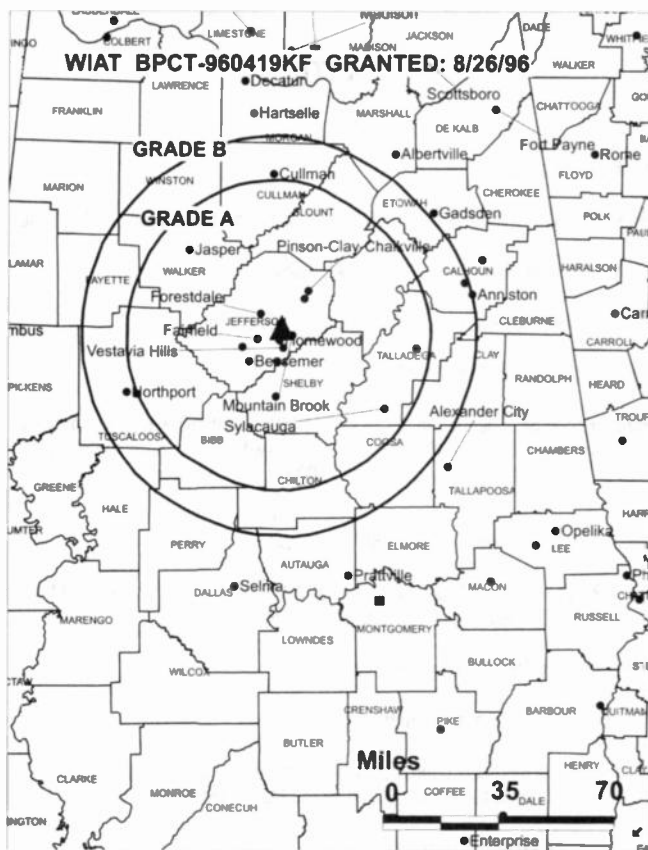 LAUDERDALE
LIMESTONE
Madison
JACKSON
DADE
COLBERT
MADISON
WHITFIELD
WIAT BPCT-960419KF GRANTED: 8/26/96
WALKER
LAWRENCE
Decatur
Scottsboro
CHATTOOGA
FRANKLIN
Hartselle
MARSHALL
DE KALB
MORGAN
Fort Payne
GRADE B
Albertville
Rome
FLOYD
MARION
WINSTON
Cullman
CULLMAN
CHEROKEE
ETOWAH
BLOUNT
GRADE A
Gadsden
POLK
LAMAR
Jasper
Pinson-Clay-Chalkville
WALKER
CALHOUN
HARALSON
FAYETTE
Anniston
Forestdale
JEFFERSON
CLEBURNE
Fairfield
Homewood
CARROLL
Vestavia Hills
TALLADEGA
CLAY
Bessemer
RANDOLPH
HEARD
PICKENS
SHELBY
Northport
Mountain Brook
Alexander City
Sylacauga
TUSCALOOSA
BIBB
COOSA
CHAMBERS
GREENE
CHILTON
TALLAPOOSA
HALE
Opelika
PERRY
ELMORE
LEE
AUTAUGA
Prattville
Selma
DALLAS
MACON
MARENGO
MONTGOMERY
RUSSELL
LOWNDES
BULLOCK
WILCOX
CRENSHAW
PIKE
BARBOUR
QUITMAN
BUTLER
Miles
HENRY
CLARKE
MONROE
COFFEE
0 35 70
DALE
CONECUH
Enterprise